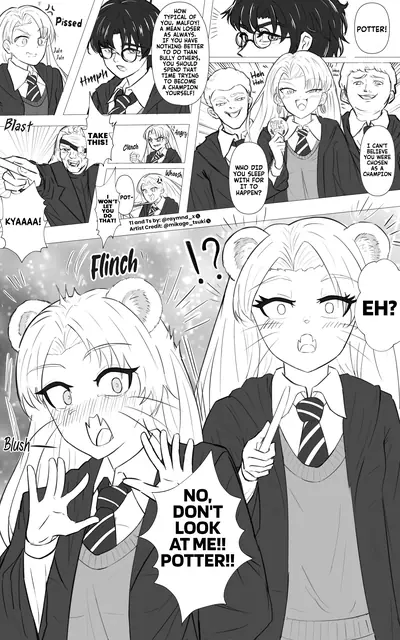 POTTER!
HOW
TYPICAL OF
YOU, MALFOY!
A MEAN LOSER
AS ALWAYS.
IF YOU HAVE
NOTHING BETTER
TO DO THAN
BULLY OTHERS,
YOU SHOULD
SPEND THAT
TIME TRYING
TO BECOME
A CHAMPION
YOURSELF!
Hmph
Pissed
Heh
Heh
I CAN'T
BELIEVE YOU
WERE
CHOSEN
AS A
CHAMPION
WHO DID
YOU SLEEP
WITH FOR
IT TO
HAPPEN?
Angry
Clench
Whoosh
POT-
I WON'T
LET YOU
DO THAT!
Blast
TAKE
THIS!
KYAAAA!
Tl and Ts by: @raymnd_x
Artist Credit: @mikage_tsuki
!?
EH?
Flinch
Blush
NO,
DON'T
LOOK
AT ME!!
POTTER!!